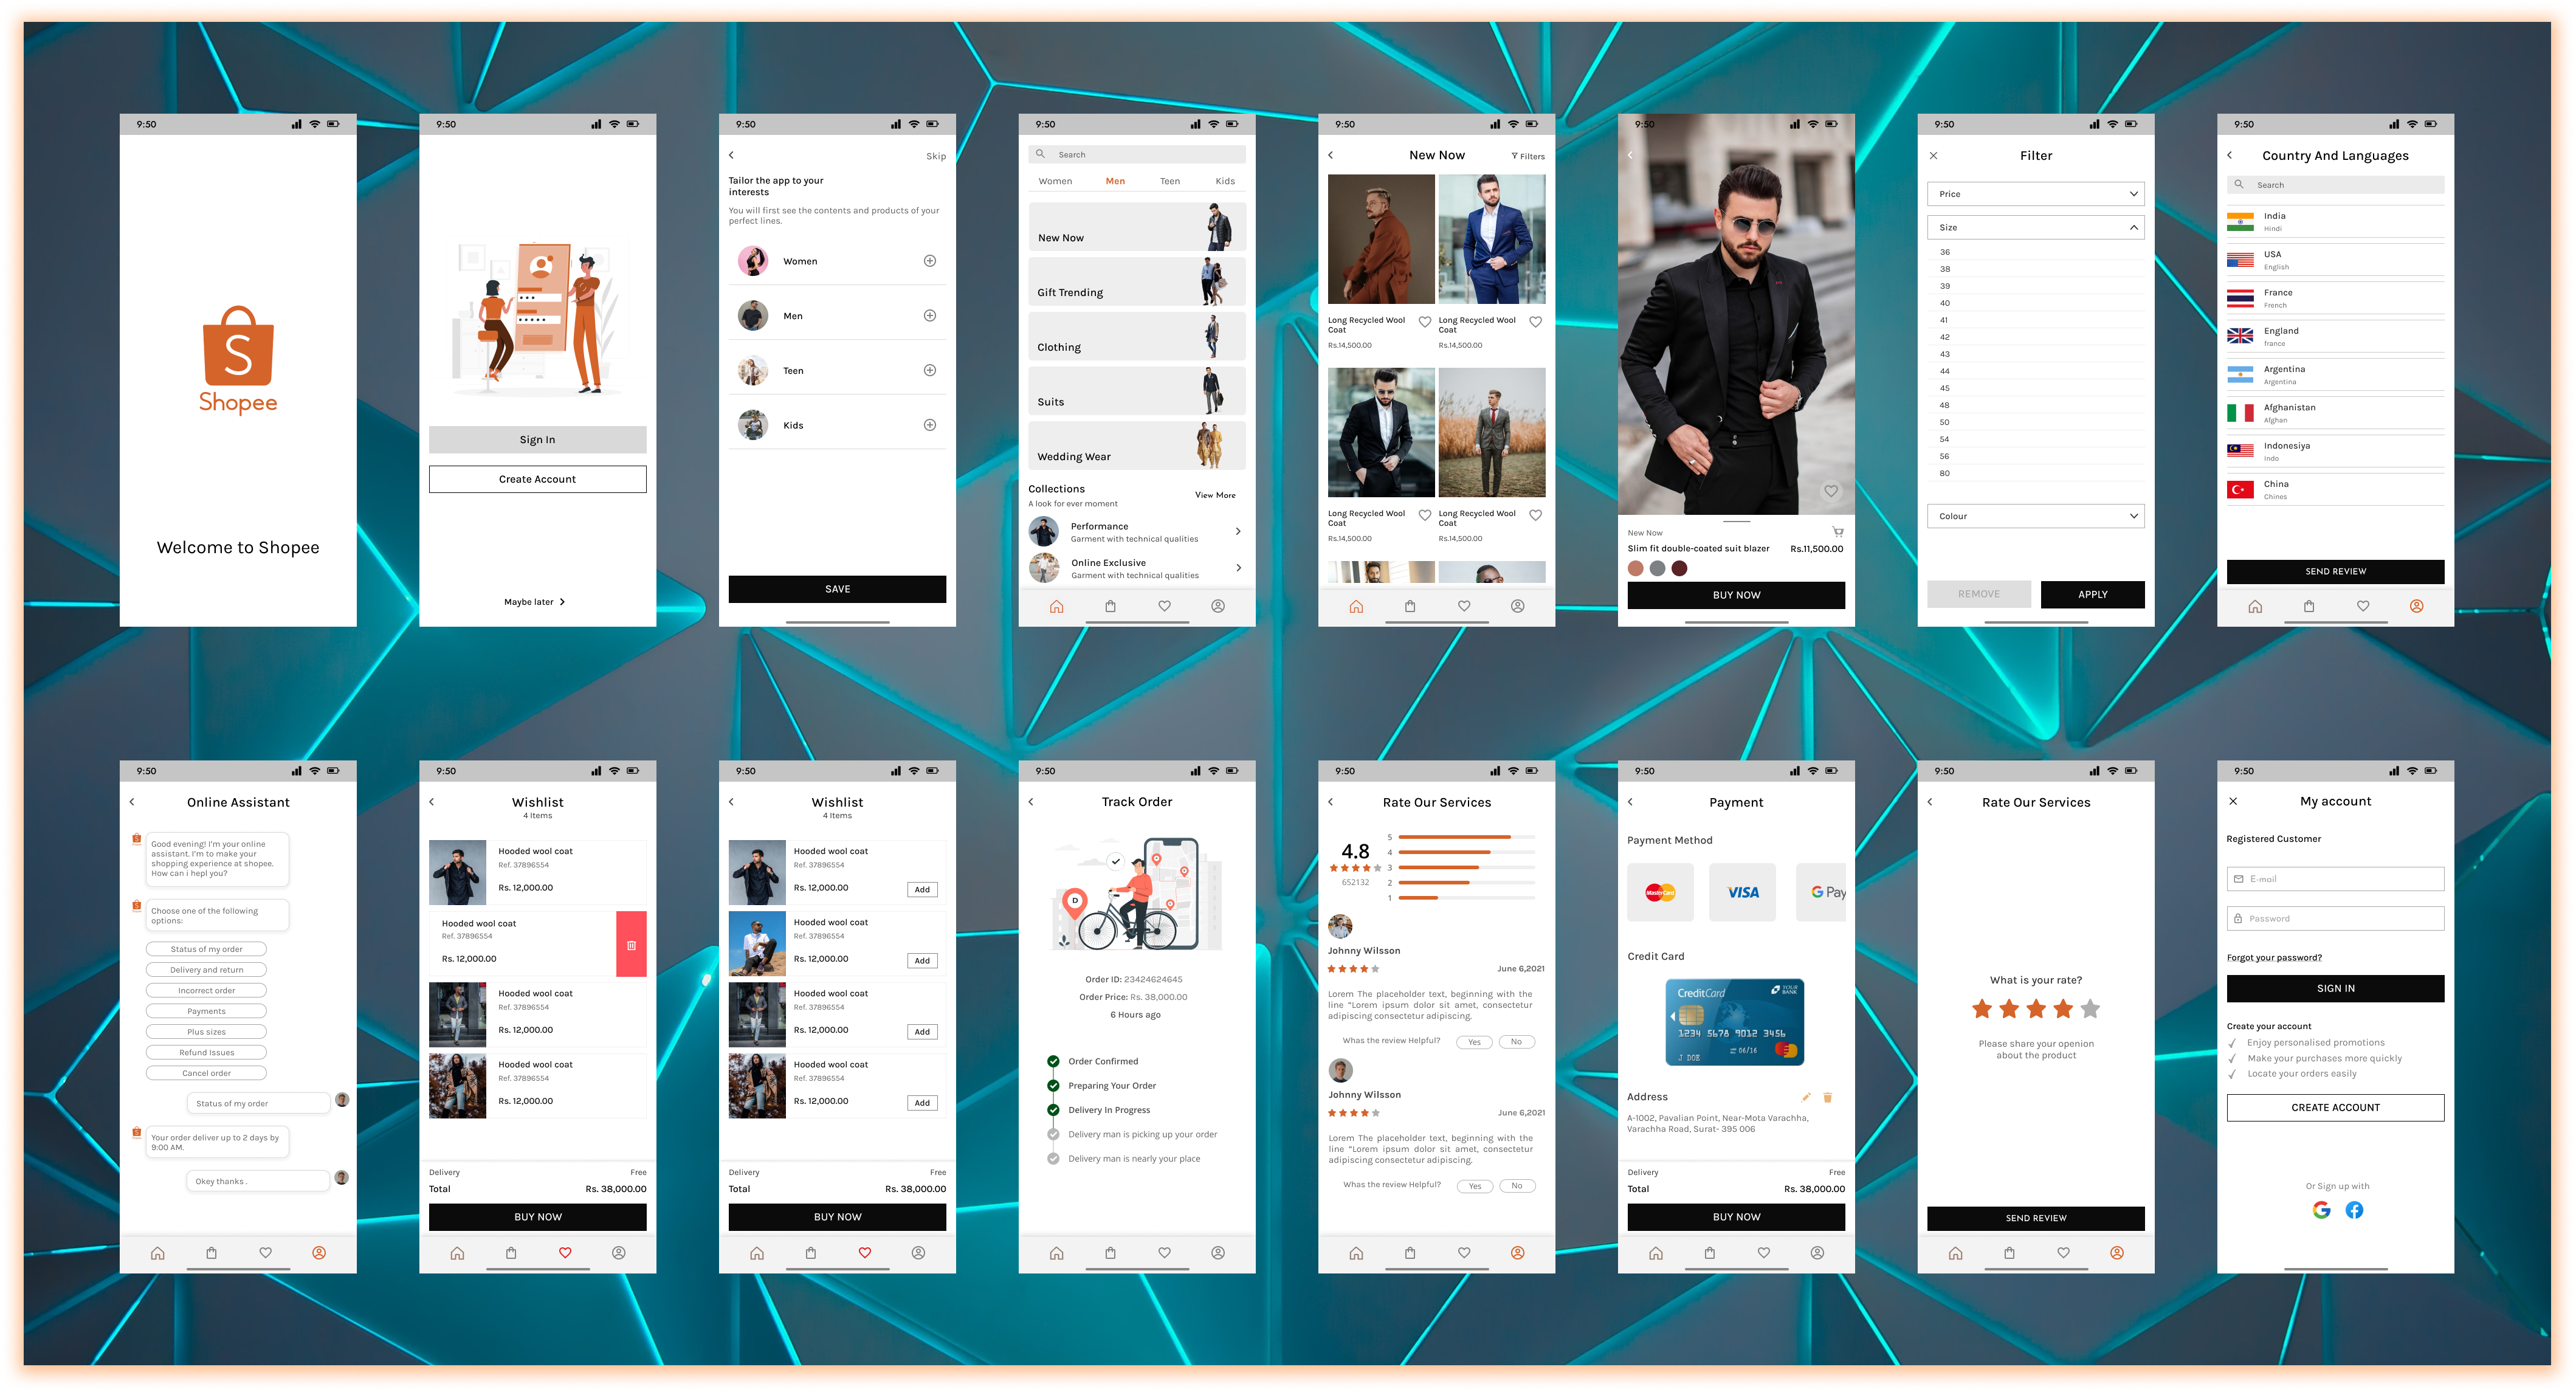 9:50
S
Shopee
Welcome to Shopee
9:50
Sign In
Create Account
Maybe later
9:50
Skip
Tailor the app to your
interests
You will first see the contents and products of your
perfect lines.
Women
Men
Teen
Kids
SAVE
9:50
Search
Women Men Teen Kids
New Now
Gift Trending
Clothing
Suits
Wedding Wear
Collections
View More
A look for ever moment
Performance
Garment with technical qualities
Online Exclusive
Garment with technical qualities
9:50
New Now
Filters
Long Recycled Wool
Coat
Rs.14,500.00
Long Recycled Wool
Coat
Rs.14,500.00
Long Recycled Wool
Coat
Rs.14,500.00
Long Recycled Wool
Coat
Rs.14,500.00
9:50
New Now
Slim fit double-coated suit blazer Rs.11,500.00
BUY NOW
9:50
Filter
Price
Size
36
38
39
40
41
42
43
44
45
48
50
54
56
80
Colour
REMOVE APPLY
9:50
Country And Languages
Search
India
Hindi
USA
English
France
French
England
france
Argentina
Argentina
Afghanistan
Afghan
Indonesiya
Indo
China
Chines
SEND REVIEW
9:50
Online Assistant
Good evening! I'm your online
assistant. I'm to make your
shopping experience at shopee.
How can i hepl you?
Choose one of the following
options:
Status of my order
Delivery and return
Incorrect order
Payments
Plus sizes
Refund Issues
Cancel order
Status of my order
Your order deliver up to 2 days by
9:00 AM.
Okey thanks .
9:50
Wishlist
4 Items
Hooded wool coat
Ref. 37896554
Rs. 12,000.00
Hooded wool coat
Ref. 37896554
Rs. 12,000.00
Hooded wool coat
Ref. 37896554
Rs. 12,000.00
Hooded wool coat
Ref. 37896554
Rs. 12,000.00
Delivery Free
Total Rs. 38,000.00
BUY NOW
9:50
Wishlist
4 Items
Hooded wool coat
Ref. 37896554
Rs. 12,000.00 Add
Hooded wool coat
Ref. 37896554
Rs. 12,000.00 Add
Hooded wool coat
Ref. 37896554
Rs. 12,000.00 Add
Hooded wool coat
Ref. 37896554
Rs. 12,000.00 Add
Delivery Free
Total Rs. 38,000.00
BUY NOW
9:50
Track Order
D
Order ID: 23424624645
Order Price: Rs. 38,000.00
6 Hours ago
Order Confirmed
Preparing Your Order
Delivery In Progress
Delivery man is picking up your order
Delivery man is nearly your place
9:50
Rate Our Services
4.8
652132
5
4
3
2
1
Johnny Wilsson
June 6,2021
Lorem The placeholder text, beginning with the
line "Lorem ipsum dolor sit amet, consectetur
adipiscing consectetur adipiscing.
Whas the review Helpful? Yes No
Johnny Wilsson
June 6,2021
Lorem The placeholder text, beginning with the
line "Lorem ipsum dolor sit amet, consectetur
adipiscing consectetur adipiscing.
Whas the review Helpful? Yes No
9:50
Payment
Payment Method
MasterCard VISA G Pay
Credit Card
CreditCard YOUR
BANK
1234 5678 9012 3456
06/16
J DOE
Address
A-1002, Pavalian Point, Near-Mota Varachha,
Varachha Road, Surat- 395 006
Delivery Free
Total Rs. 38,000.00
BUY NOW
9:50
Rate Our Services
What is your rate?
Please share your openion
about the product
SEND REVIEW
9:50
My account
Registered Customer
E-mail
Password
Forgot your password?
SIGN IN
Create your account
Enjoy personalised promotions
Make your purchases more quickly
Locate your orders easily
CREATE ACCOUNT
Or Sign up with